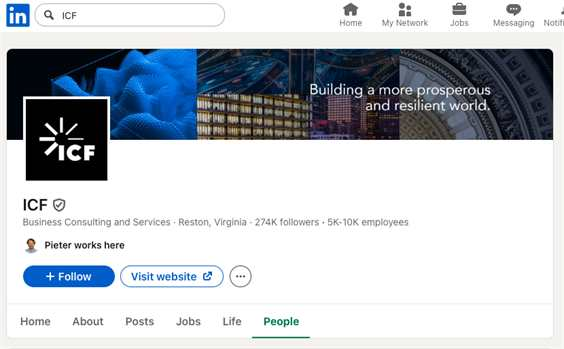 in
ICF
Home
My Network
Jobs
Messaging
Notifi
Building a more prosperous
and resilient world.
ICF
ICF
Business Consulting and Services · Reston, Virginia · 274K followers · 5K-10K employees
Pieter works here
+ Follow
Visit website
Home About Posts Jobs Life People